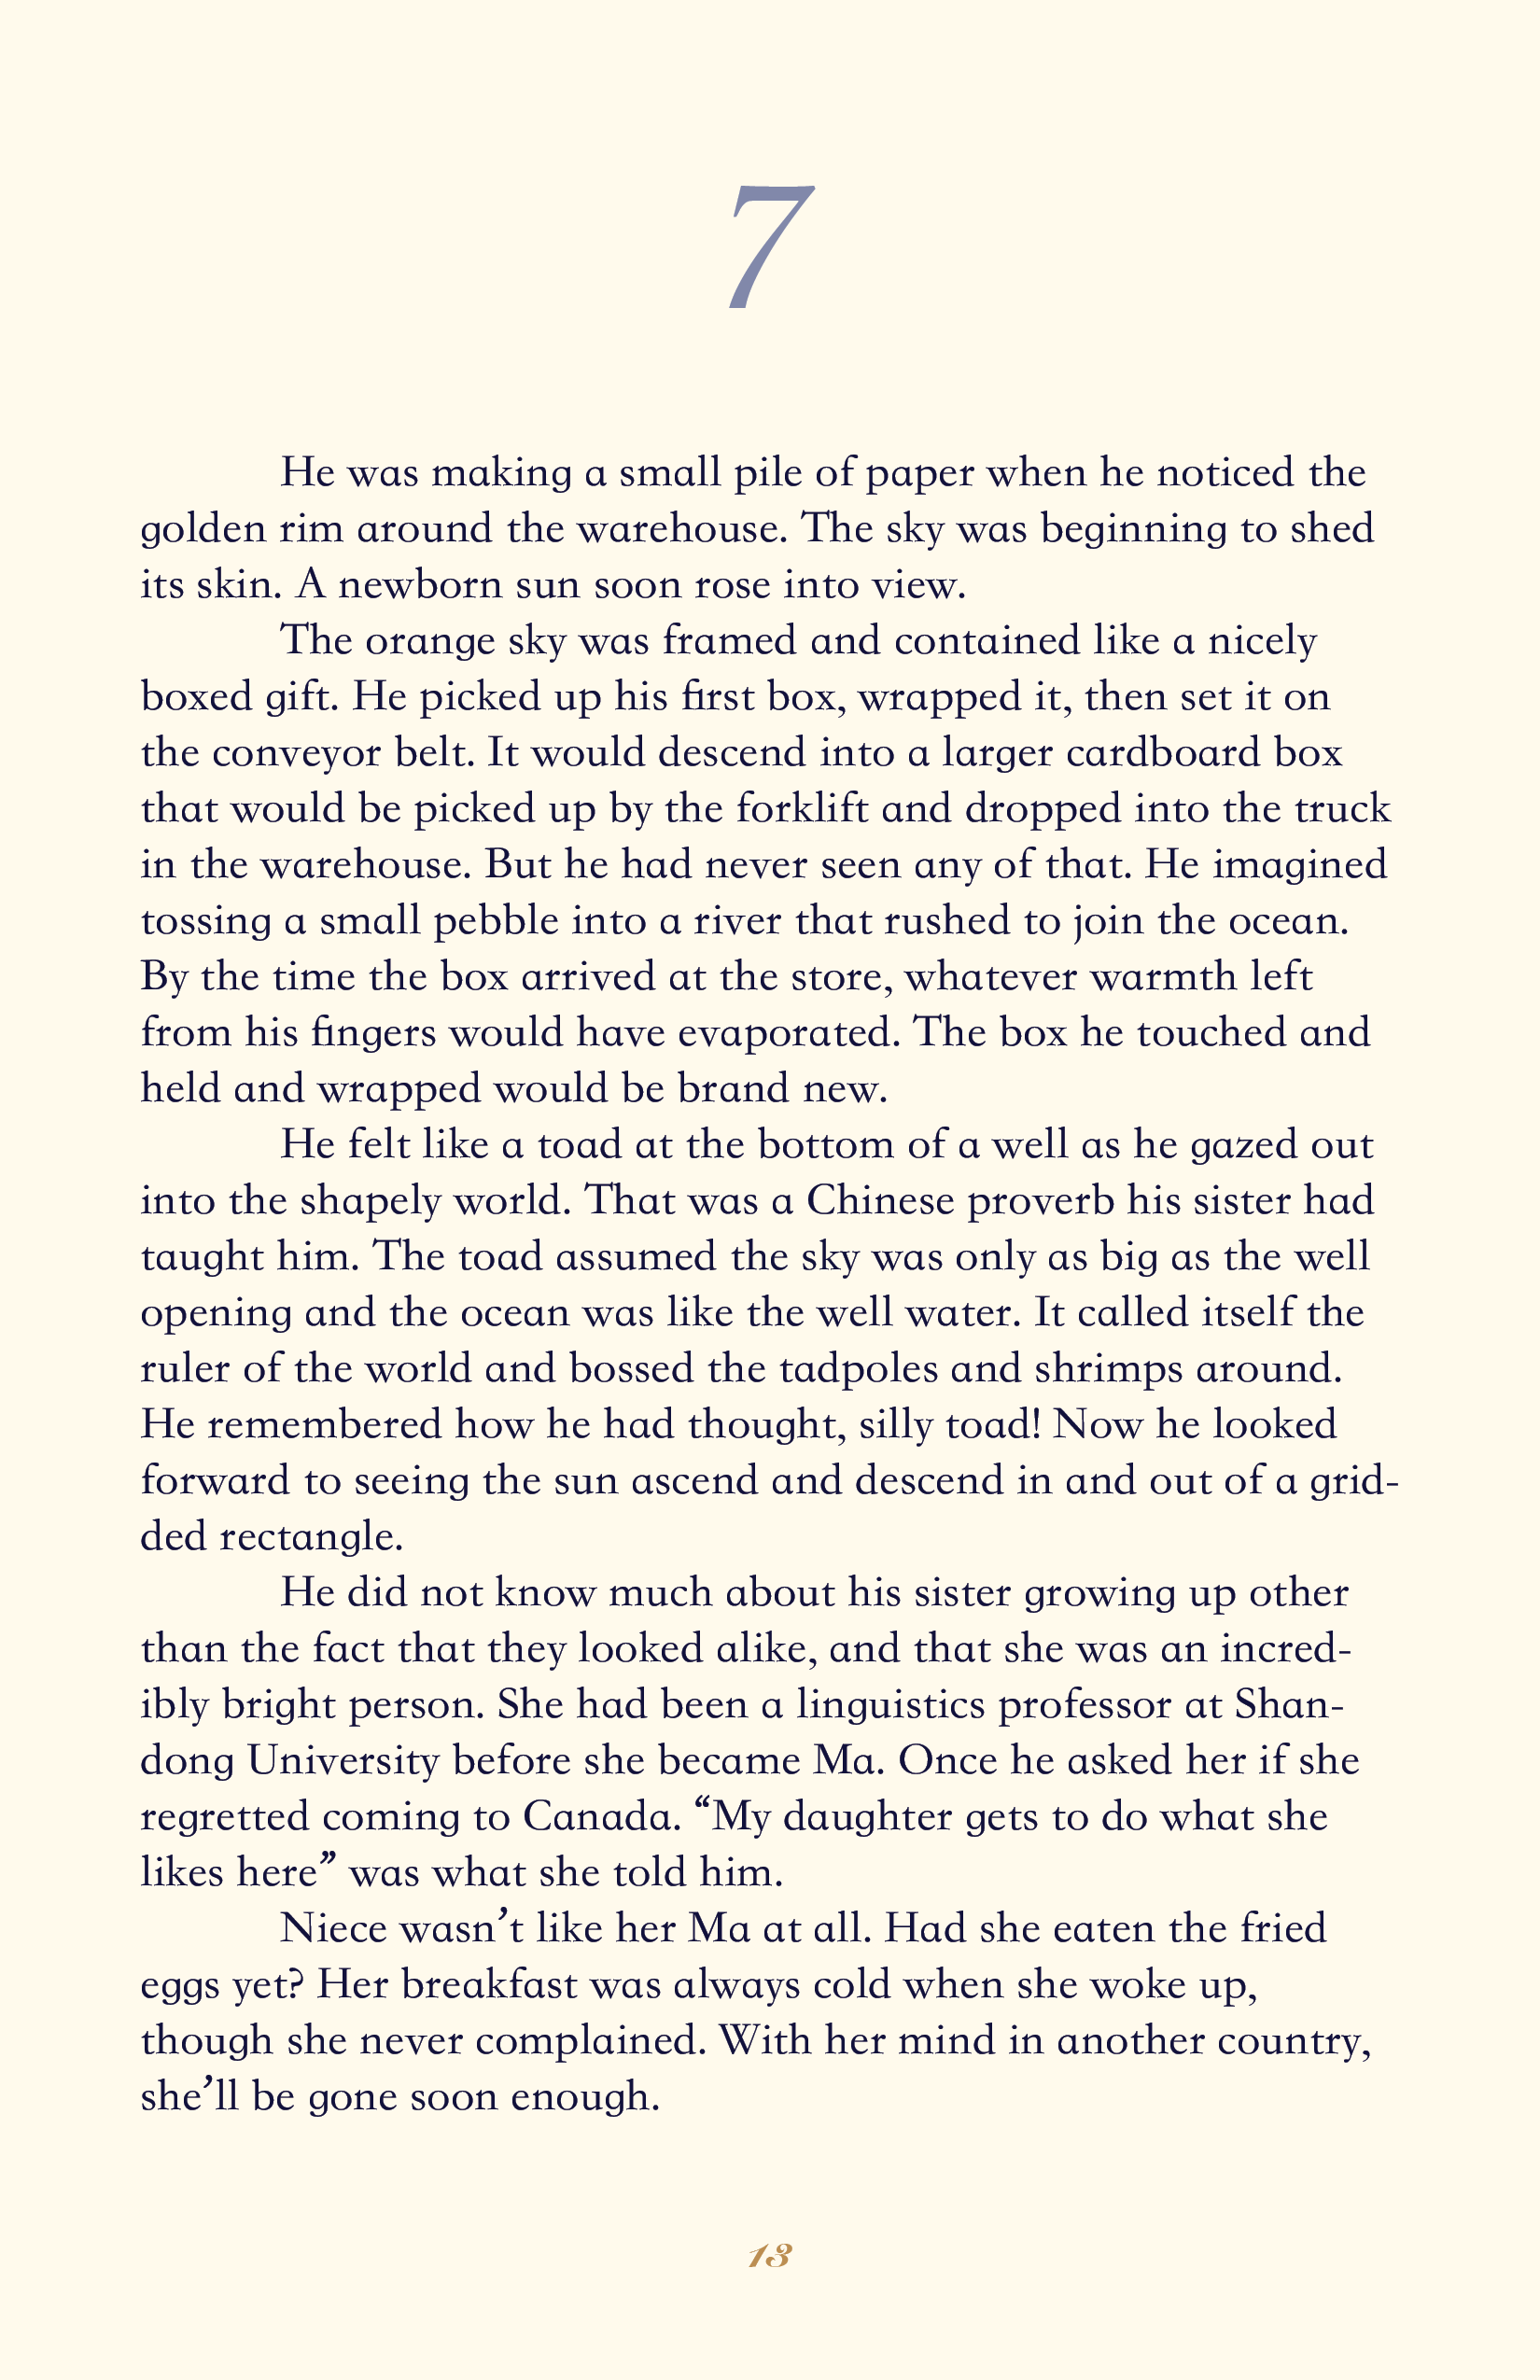 7
He was making a small pile of paper when he noticed the
golden rim around the warehouse. The sky was beginning to shed
its skin. A newborn sun soon rose into view.
The orange sky was framed and contained like a nicely
boxed gift. He picked up his first box, wrapped it, then set it on
the conveyor belt. It would descend into a larger cardboard box
that would be picked up by the forklift and dropped into the truck
in the warehouse. But he had never seen any of that. He imagined
tossing a small pebble into a river that rushed to join the ocean.
By the time the box arrived at the store, whatever warmth left
from his fingers would have evaporated. The box he touched and
held and wrapped would be brand new.
He felt like a toad at the bottom of a well as he gazed out
into the shapely world. That was a Chinese proverb his sister had
taught him. The toad assumed the sky was only as big as the well
opening and the ocean was like the well water. It called itself the
ruler of the world and bossed the tadpoles and shrimps around.
He remembered how he had thought, silly toad! Now he looked
forward to seeing the sun ascend and descend in and out of a grid-
ded rectangle.
He did not know much about his sister growing up other
than the fact that they looked alike, and that she was an incred-
ibly bright person. She had been a linguistics professor at Shan-
dong University before she became Ma. Once he asked her if she
regretted coming to Canada. “My daughter gets to do what she
likes here” was what she told him.
Niece wasn’t like her Ma at all. Had she eaten the fried
eggs yet? Her breakfast was always cold when she woke up,
though she never complained. With her mind in another country,
she’ll be gone soon enough.
13